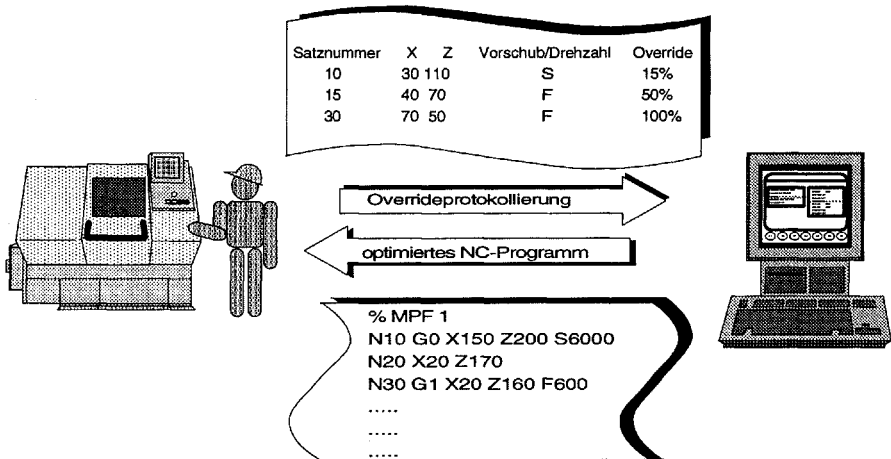 Satznummer X Z Vorschub/Drehzahl Override
10 30 110 S 15%
15 40 70 F 50%
30 70 50 F 100%
Overrideprotokollierung
optimiertes NC-Programm
% MPF 1
N10 G0 X150 Z200 S6000
N20 X20 Z170
N30 G1 X20 Z160 F600
.....
.....
.....